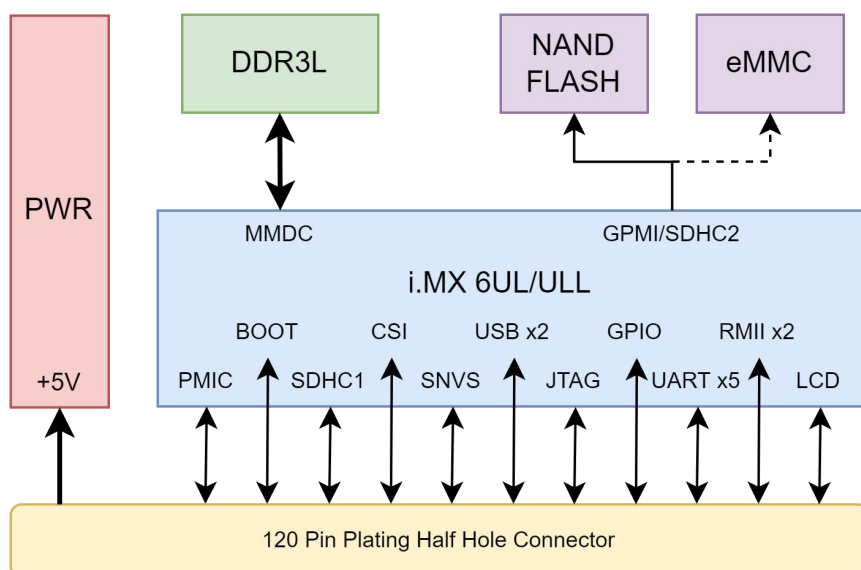 DDR3L
NAND
FLASH
eMMC
PWR
+5V
MMDC
GPMI/SDHC2
i.MX 6UL/ULL
BOOT
CSI
USB x2
GPIO
RMII x2
PMIC
SDHC1
SNVS
JTAG
UART x5
LCD
120 Pin Plating Half Hole Connector